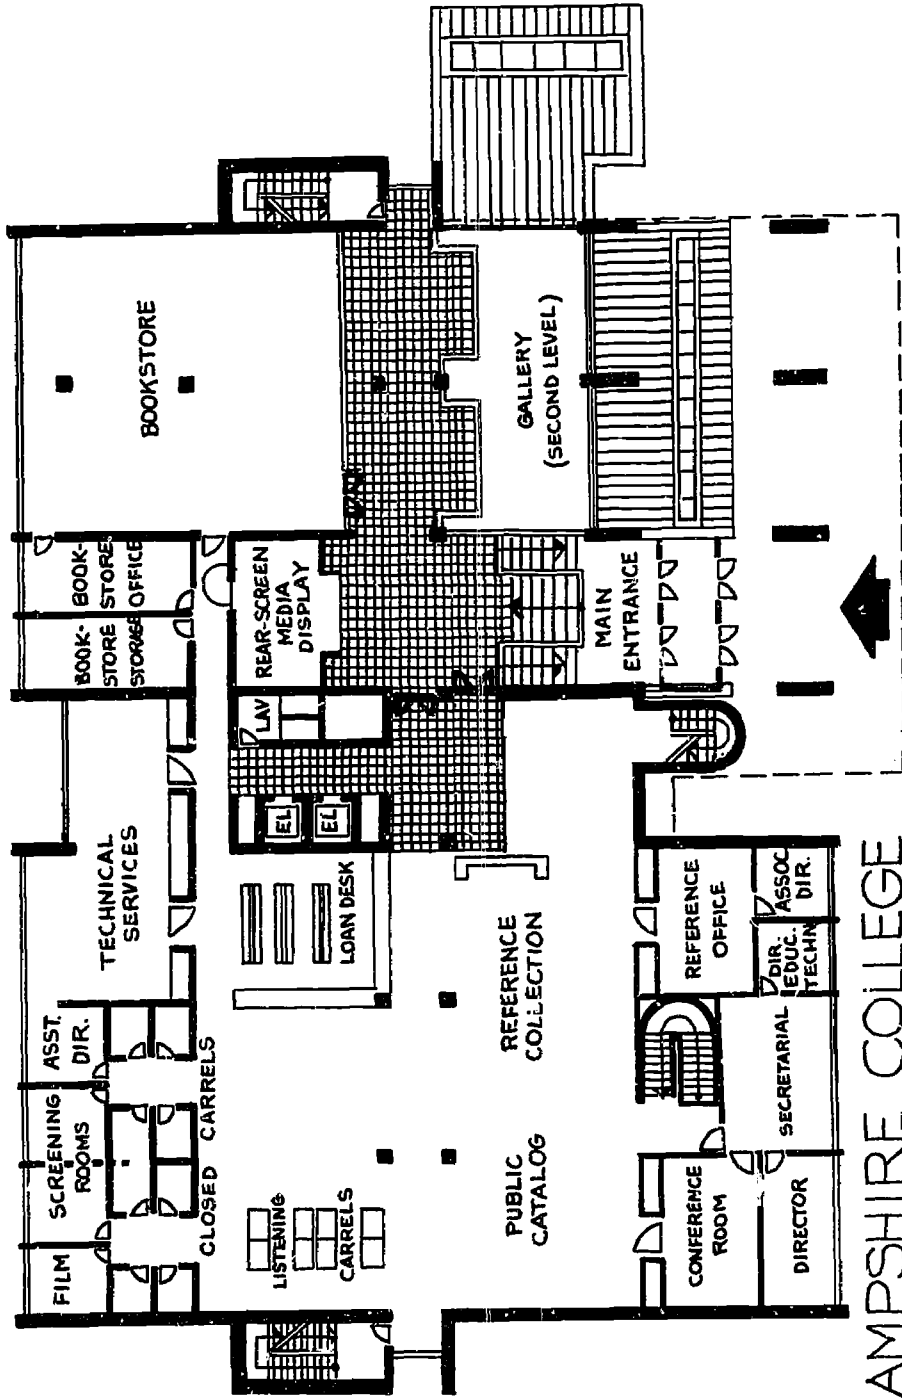 FILM
SCREENING
ROOMS
ASST.
DIR.
TECHNICAL
SERVICES
BOOK-
STORE
STORAGE
BOOK-
STORE
OFFICE
BOOKSTORE
CLOSED CARRELS
LISTENING
CARRELS
LOAN DESK
EL
EL
LAV
REAR-SCREEN
MEDIA
DISPLAY
PUBLIC
CATALOG
REFERENCE
COLLECTION
GALLERY
(SECOND LEVEL)
MAIN
ENTRANCE
CONFERENCE
ROOM
DIRECTOR
SECRETARIAL
REFERENCE
OFFICE
DIR.
EDUC.
TECHN.
ASSOC.
DIR.
AMPSHIRE COLLEGE